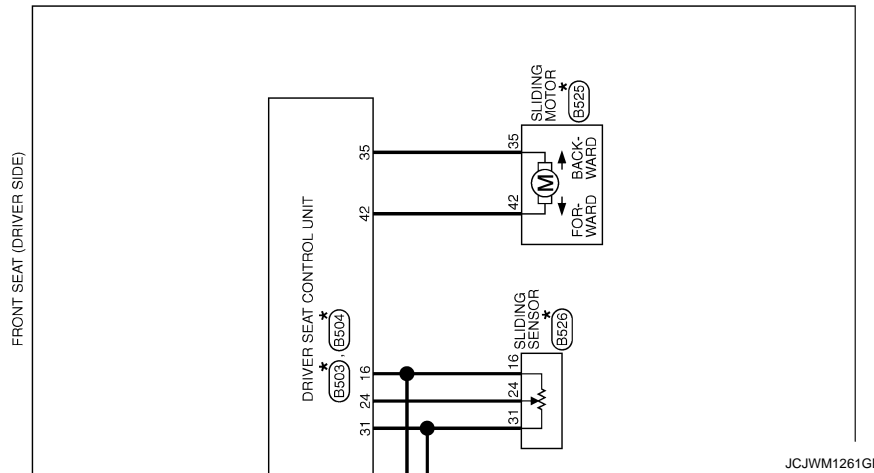 FRONT SEAT (DRIVER SIDE)
DRIVER SEAT CONTROL UNIT
* *
B503 , B504
35
42
16
24
31
35
42
SLIDING
MOTOR
*
B525
BACK-
WARD
M
FOR-
WARD
16
24
31
SLIDING
SENSOR
*
B526